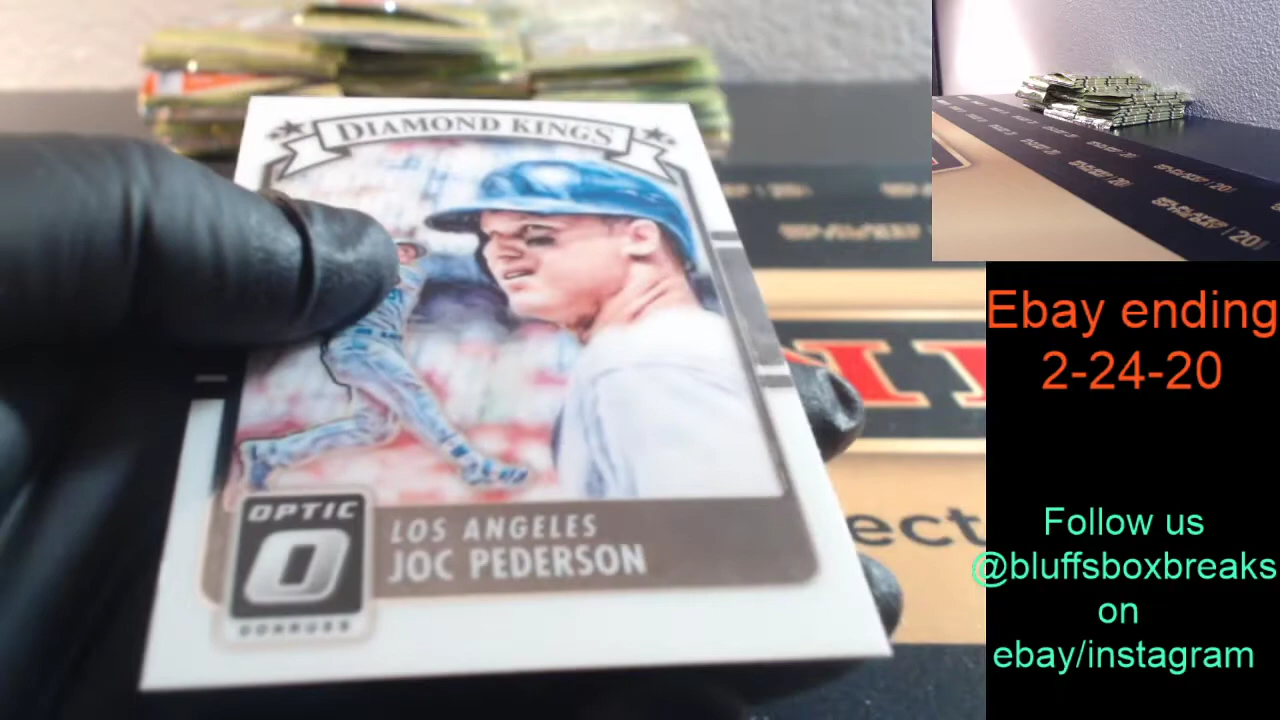 DIAMOND KINGS
OPTIC
DONRUSS
LOS ANGELES
JOC PEDERSON
ect
Ebay ending
2-24-20
Follow us
@bluffsboxbreaks
on
ebay/instagram